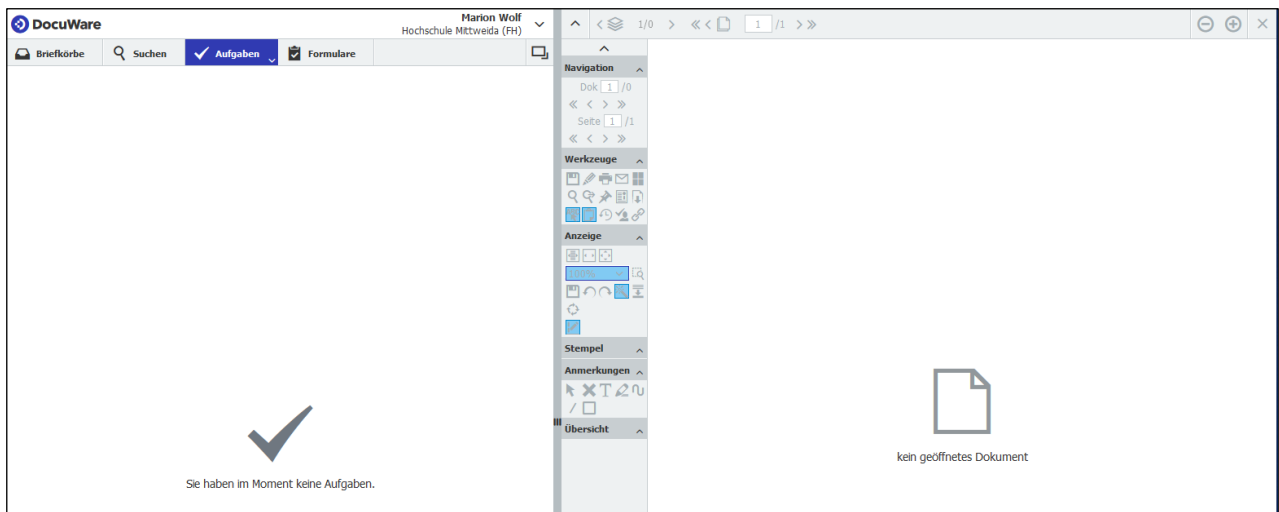 DocuWare
Marion Wolf
Hochschule Mittweida (FH)
Briefkörbe
Suchen
Aufgaben
Formulare
Sie haben im Moment keine Aufgaben.
1/0
1 /1
Navigation
Dok 1 /0
Seite 1 /1
Werkzeuge
Anzeige
100%
Stempel
Anmerkungen
Übersicht
kein geöffnetes Dokument